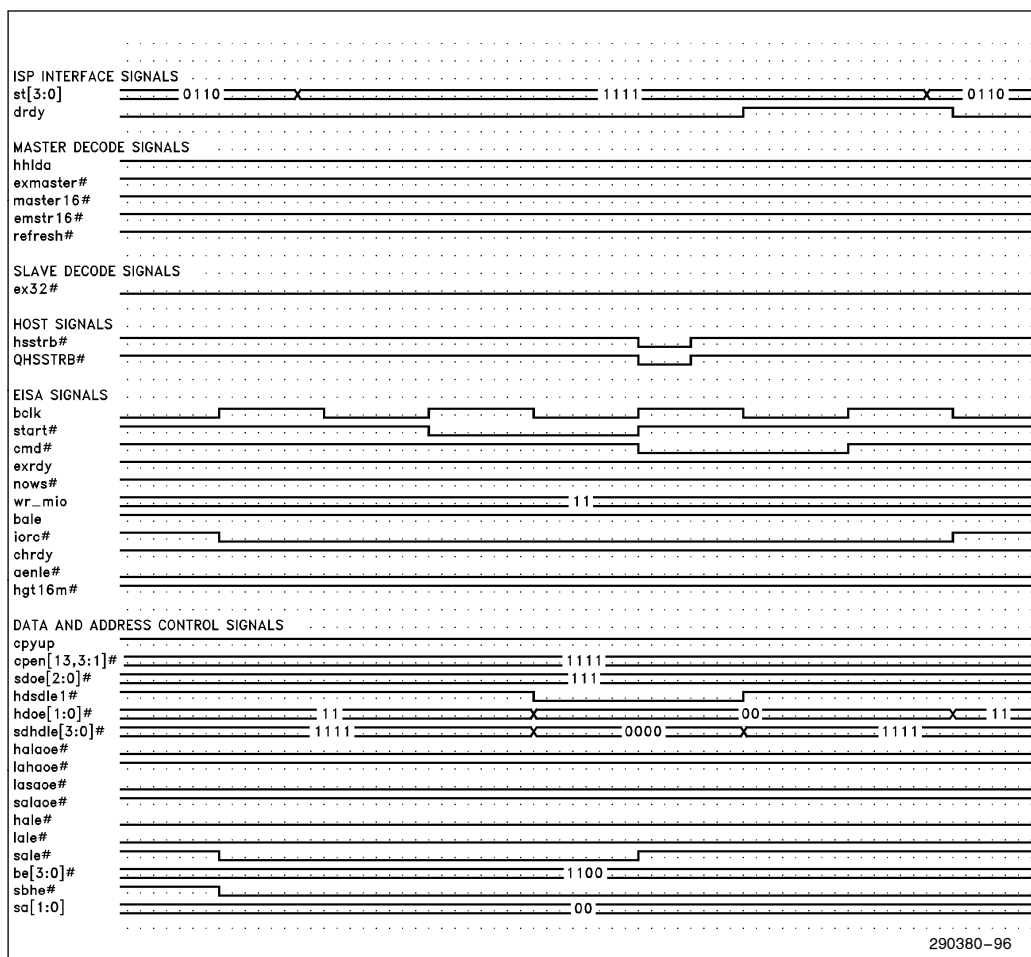 ISP INTERFACE SIGNALS
st[3:0] 0110 1111 0110
drdy
MASTER DECODE SIGNALS
hhlda
exmaster#
master16#
emstr16#
refresh#
SLAVE DECODE SIGNALS
ex32#
HOST SIGNALS
hsstrb#
QHSSTRB#
EISA SIGNALS
bclk
start#
cmd#
exrdy
nows#
wr_mio 11
bale
iorc#
chrdy
aenle#
hgt16m#
DATA AND ADDRESS CONTROL SIGNALS
cpyup
cpen[13,3:1]# 1111
sdoe[2:0]# 111
hdsdle1#
hdoe[1:0]# 11 00 11
sdhdle[3:0]# 1111 0000 1111
halaoe#
lahaoe#
lasaoe#
salaoe#
hale#
lale#
sale#
be[3:0]# 1100
sbhe#
sa[1:0] 00
290380-96